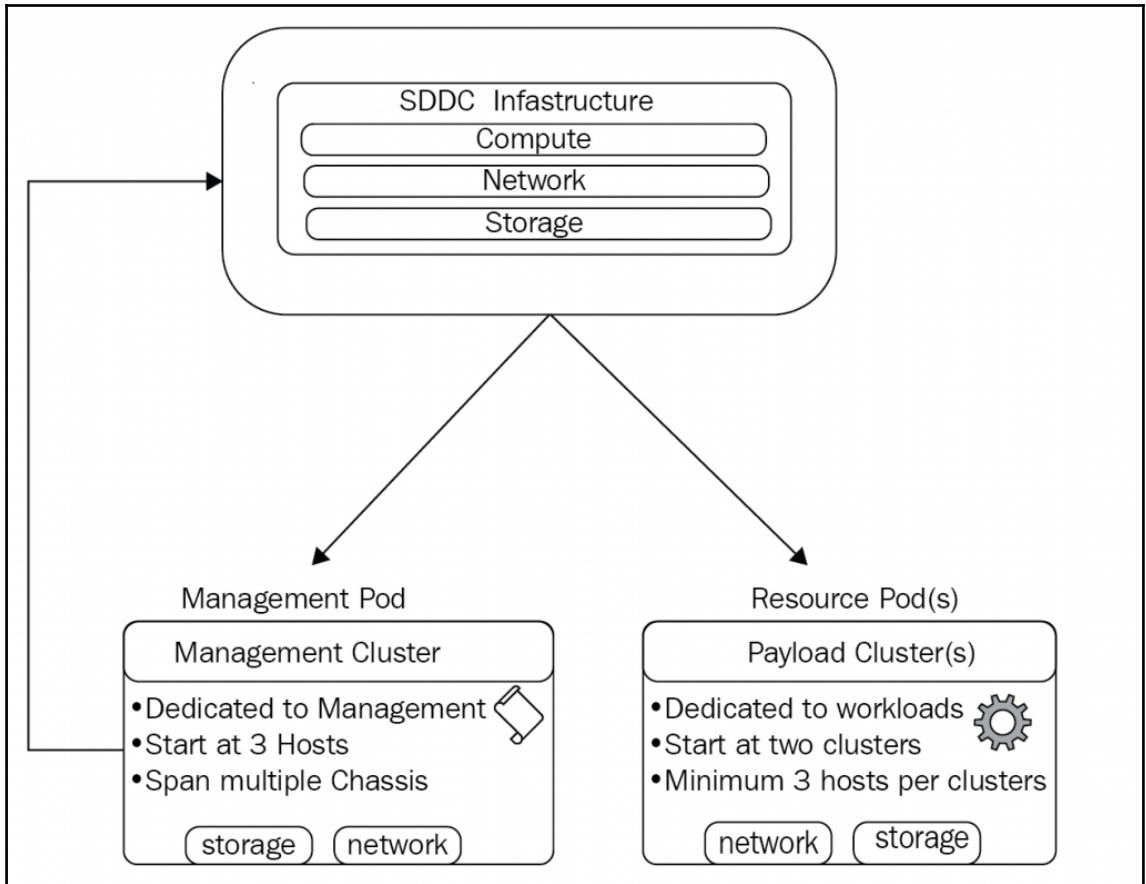 SDDC Infastructure
Compute
Network
Storage
Management Pod
Management Cluster
•Dedicated to Management
•Start at 3 Hosts
•Span multiple Chassis
storage
network
Resource Pod(s)
Payload Cluster(s)
•Dedicated to workloads
•Start at two clusters
•Minimum 3 hosts per clusters
network
storage